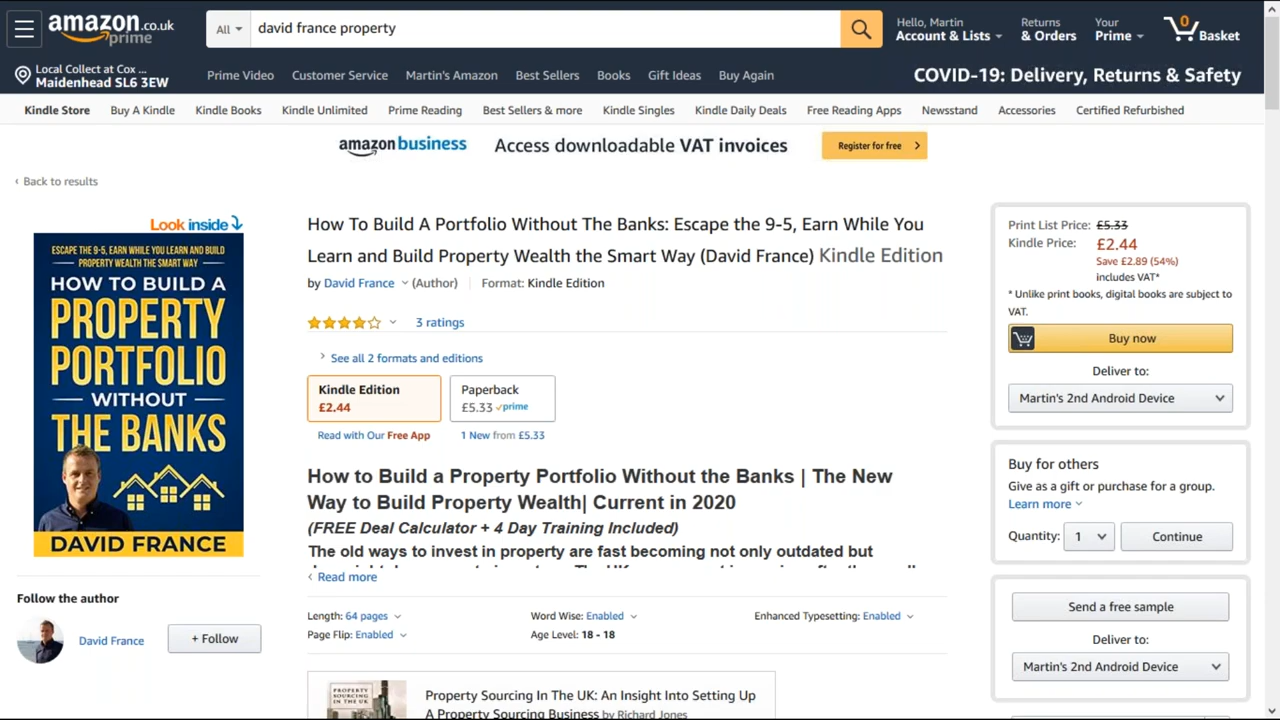 amazon.co.uk
prime
All
david france property
Hello, Martin
Account & Lists
Returns
& Orders
Your
Prime
0
Basket
Local Collect at Cox ...
Maidenhead SL6 3EW
Prime Video
Customer Service
Martin's Amazon
Best Sellers
Books
Gift Ideas
Buy Again
COVID-19: Delivery, Returns & Safety
Kindle Store
Buy A Kindle
Kindle Books
Kindle Unlimited
Prime Reading
Best Sellers & more
Kindle Singles
Kindle Daily Deals
Free Reading Apps
Newsstand
Accessories
Certified Refurbished
amazon business
Access downloadable VAT invoices
Register for free
‹ Back to results
Look inside
ESCAPE THE 9-5, EARN WHILE YOU LEARN AND BUILD
PROPERTY WEALTH THE SMART WAY
HOW TO BUILD A
PROPERTY
PORTFOLIO
WITHOUT
THE BANKS
DAVID FRANCE
Follow the author
David France
+ Follow
How To Build A Portfolio Without The Banks: Escape the 9-5, Earn While You
Learn and Build Property Wealth the Smart Way (David France) Kindle Edition
by David France (Author) Format: Kindle Edition
3 ratings
See all 2 formats and editions
Kindle Edition
£2.44
Read with Our Free App
Paperback
£5.33 prime
1 New from £5.33
How to Build a Property Portfolio Without the Banks | The New
Way to Build Property Wealth| Current in 2020
(FREE Deal Calculator + 4 Day Training Included)
The old ways to invest in property are fast becoming not only outdated but
Read more
Length: 64 pages
Word Wise: Enabled
Enhanced Typesetting: Enabled
Page Flip: Enabled
Age Level: 18 - 18
PROPERTY
SOURCING
IN THE UK
Property Sourcing In The UK: An Insight Into Setting Up
A Property Sourcing Business by Richard Jones
Print List Price: £5.33
Kindle Price: £2.44
Save £2.89 (54%)
includes VAT*
* Unlike print books, digital books are subject to
VAT.
Buy now
Deliver to:
Martin's 2nd Android Device
Buy for others
Give as a gift or purchase for a group.
Learn more
Quantity: 1
Continue
Send a free sample
Deliver to:
Martin's 2nd Android Device